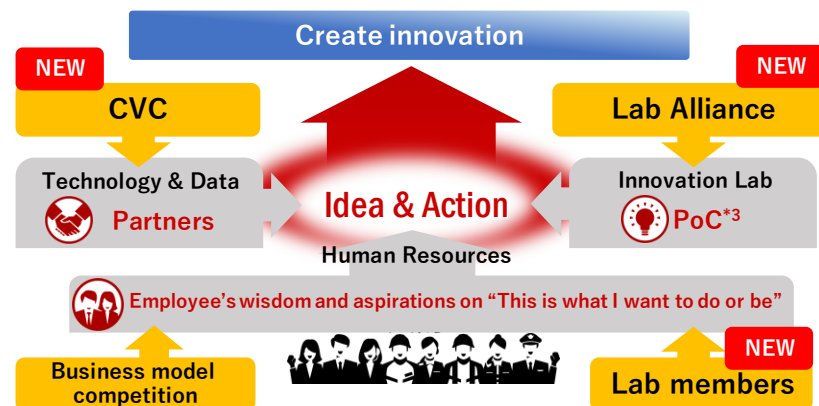 Create innovation
NEW
NEW
CVC
Lab Alliance
Technology & Data
Partners
Idea & Action
Innovation Lab
PoC*3
Human Resources
Employee's wisdom and aspirations on “This is what I want to do or be”
NEW
Business model
competition
Lab members